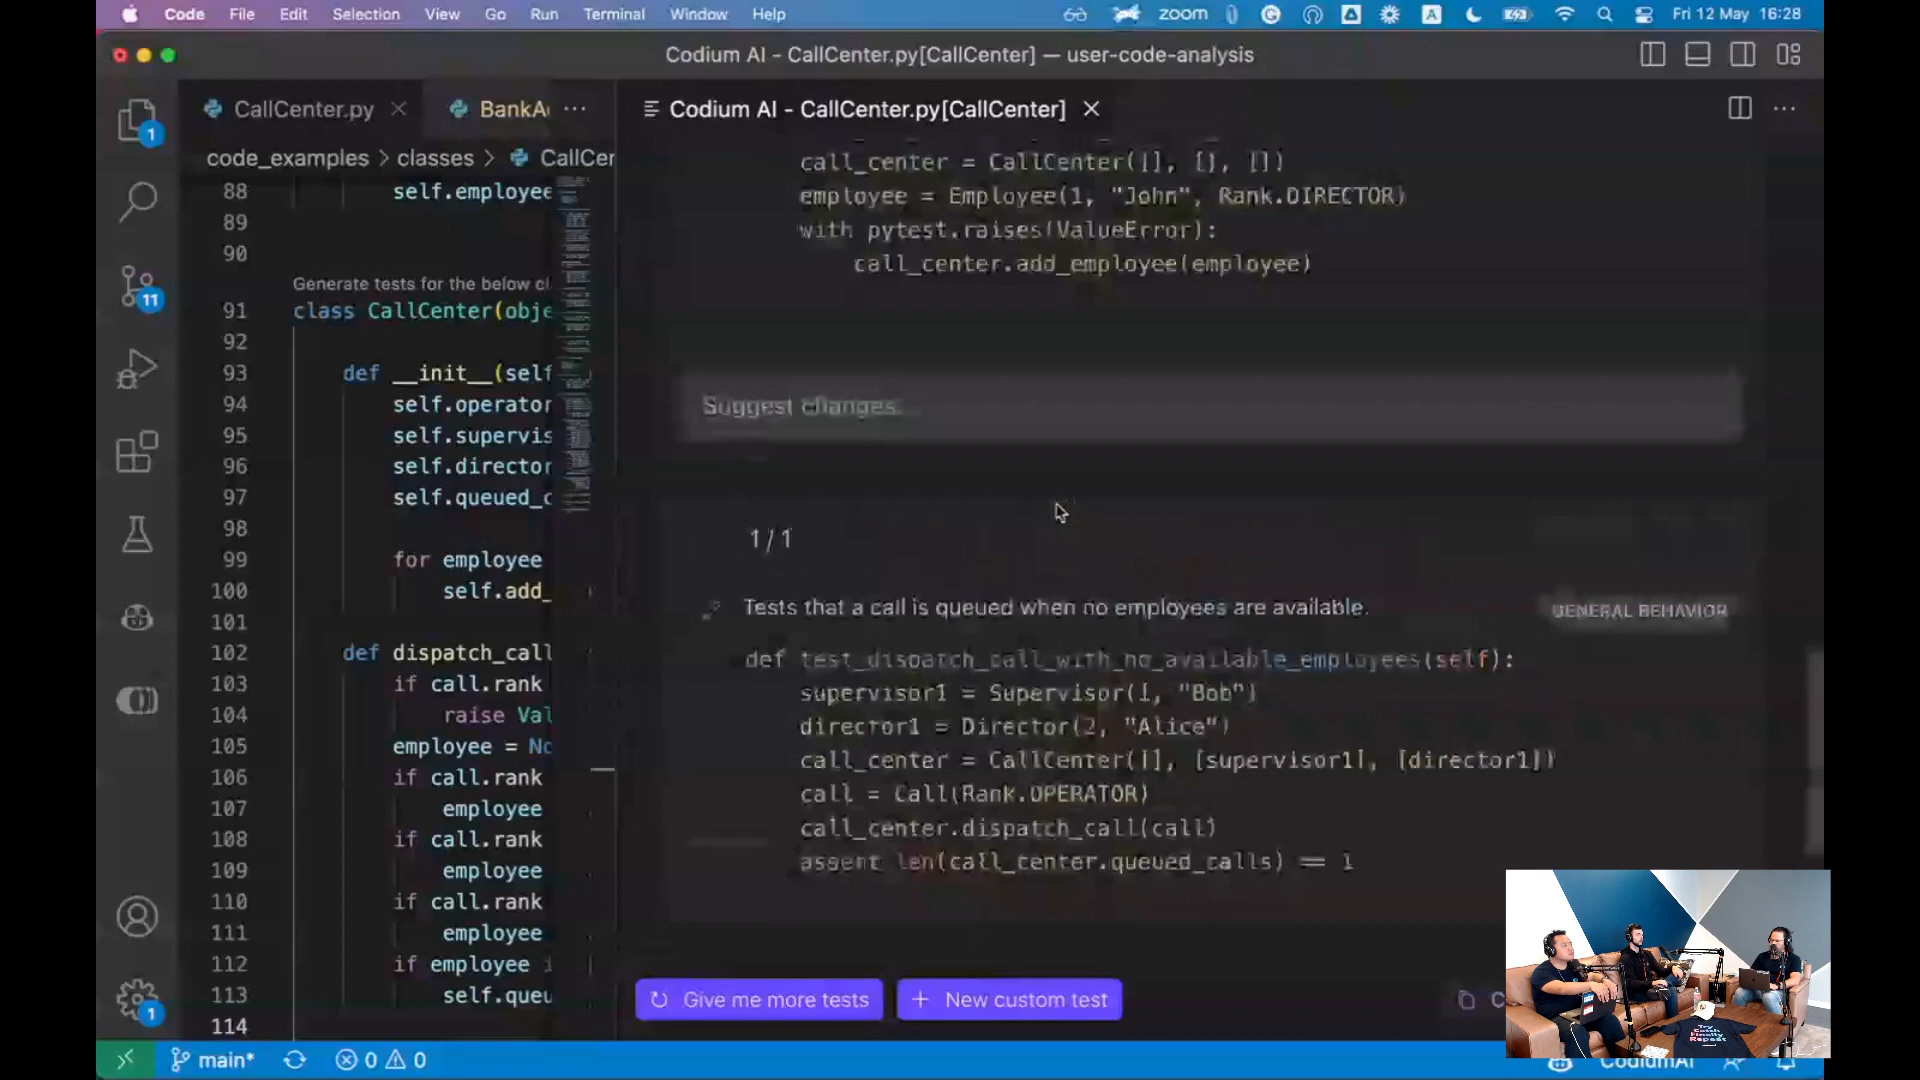 Code File Edit Selection View Go Run Terminal Window Help zoom A Fri 12 May 16:28
Codium AI - CallCenter.py[CallCenter] — user-code-analysis
CallCenter.py BankA ···
Codium AI - CallCenter.py[CallCenter] ···
code_examples > classes > CallCer
88 self.employee
89
90
Generate tests for the below cl
91 class CallCenter(obje
92
93 def __init__(self
94 self.operator
95 self.supervis
96 self.director
97 self.queued_c
98
99 for employee
100 self.add_
101
102 def dispatch_call
103 if call.rank
104 raise Val
105 employee = No
106 if call.rank
107 employee
108 if call.rank
109 employee
110 if call.rank
111 employee
112 if employee i
113 self.queu
114
call_center = CallCenter([], [], [])
employee = Employee(1, "John", Rank.DIRECTOR)
with pytest.raises(ValueError):
call_center.add_employee(employee)
Suggest changes...
1 / 1
Tests that a call is queued when no employees are available.
GENERAL BEHAVIOR
def test_dispatch_call_with_no_available_employees(self):
supervisor1 = Supervisor(1, "Bob")
director1 = Director(2, "Alice")
call_center = CallCenter([], [supervisor1], [director1])
call = Call(Rank.OPERATOR)
call_center.dispatch_call(call)
assert len(call_center.queued_calls) == 1
Give me more tests
+ New custom test
C
1
11
1
Try
Catch
Finally
Repeat
main* 0 0
CodiumAI